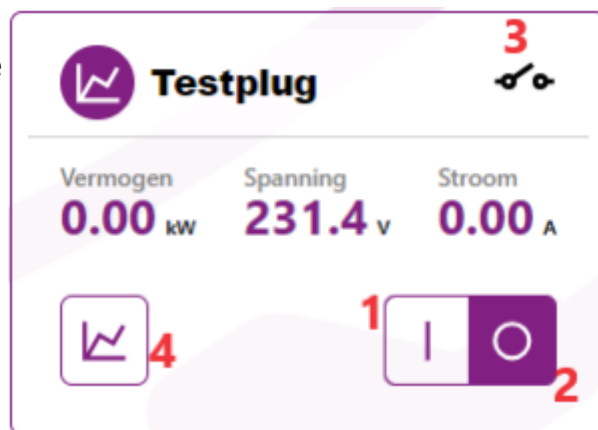 e
3
Testplug
Vermogen Spanning Stroom
0.00 kW 231.4 V 0.00 A
4 1 2